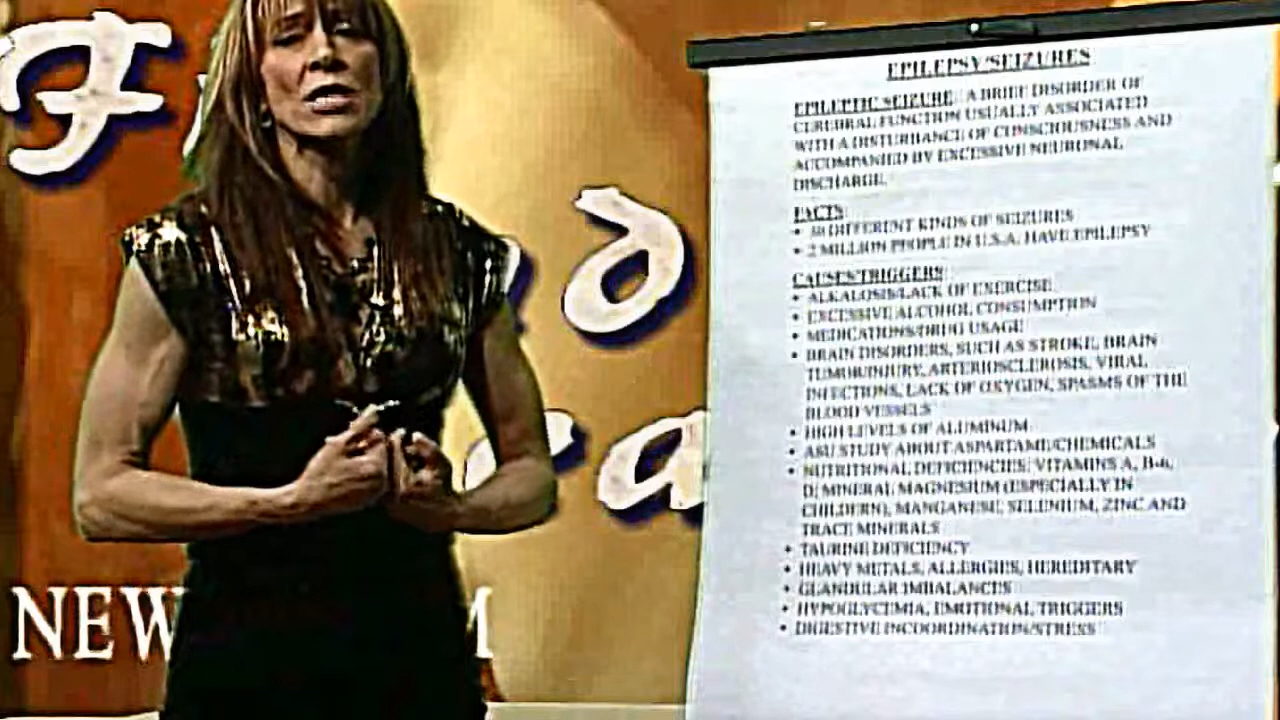 EPILEPSY/SEIZURES
EPILEPTIC SEIZURE: A BRIEF DISORDER OF
CEREBRAL FUNCTION USUALLY ASSOCIATED
WITH A DISTURBANCE OF CONSCIOUSNESS AND
ACCOMPANIED BY EXCESSIVE NEURONAL
DISCHARGE.
FACTS:
• 30 DIFFERENT KINDS OF SEIZURES
• 2 MILLION PEOPLE IN U.S.A. HAVE EPILEPSY
CAUSES/TRIGGERS:
• ALKALOSIS/LACK OF EXERCISE
• EXCESSIVE ALCOHOL CONSUMPTION
• MEDICATIONS/DRUG USAGE
• BRAIN DISORDERS, SUCH AS STROKE, BRAIN
TUMOR/INJURY, ARTERIOSCLEROSIS, VIRAL
INFECTIONS, LACK OF OXYGEN, SPASMS OF THE
BLOOD VESSELS
• HIGH LEVELS OF ALUMINUM
• ASU STUDY ABOUT ASPARTAME/CHEMICALS
• NUTRITIONAL DEFICIENCIES: VITAMINS A, B-6,
D; MINERAL MAGNESIUM (ESPECIALLY IN
CHILDERN), MANGANESE, SELENIUM, ZINC AND
TRACE MINERALS
• TAURINE DEFICIENCY
• HEAVY METALS, ALLERGIES, HEREDITARY
• GLANDULAR IMBALANCES
• HYPOGLYCEMIA, EMOTIONAL TRIGGERS
• DIGESTIVE INCOORDINATION/STRESS
NEW